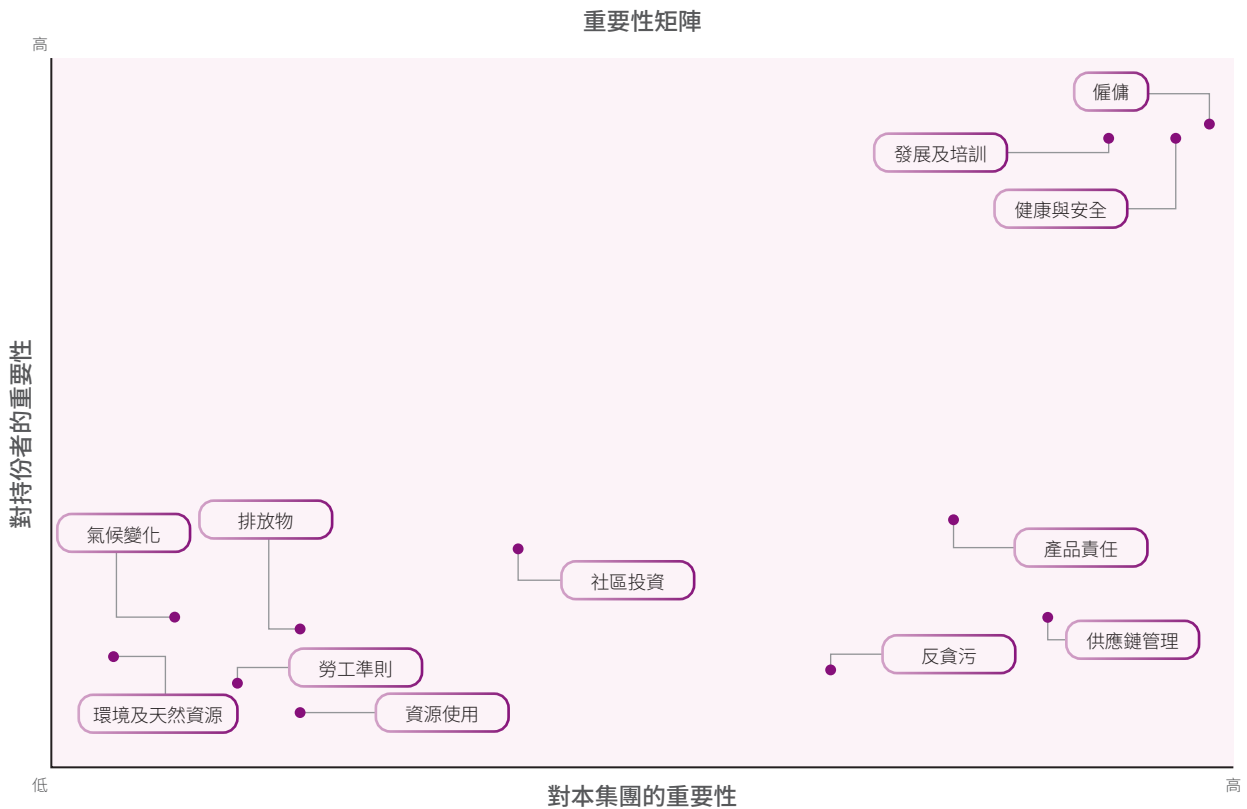 重要性矩陣
高
僱傭
發展及培訓
健康與安全
對持份者的重要性
氣候變化
排放物
社區投資
產品責任
供應鏈管理
反貪污
勞工準則
環境及天然資源
資源使用
低
對本集團的重要性
高